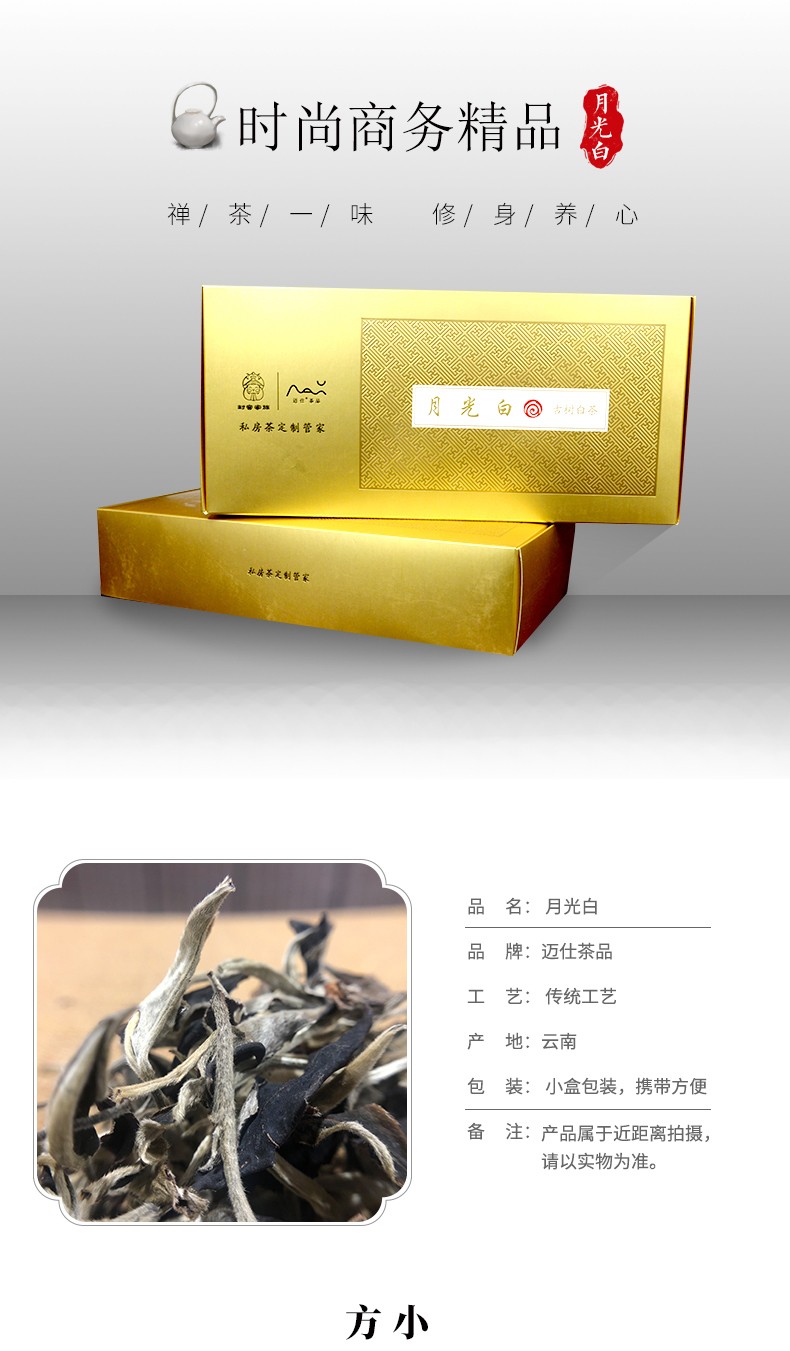 时尚商务精品
月光白
禅/ 茶/ 一/ 味 修/ 身/ 养/ 心
迈仕®茶品
私房茶定制管家
月光白 古树白茶
私房茶定制管家
品 名： 月光白
品 牌：迈仕茶品
工 艺： 传统工艺
产 地：云南
包 装： 小盒包装，携带方便
备 注：产品属于近距离拍摄，
请以实物为准。
方 小